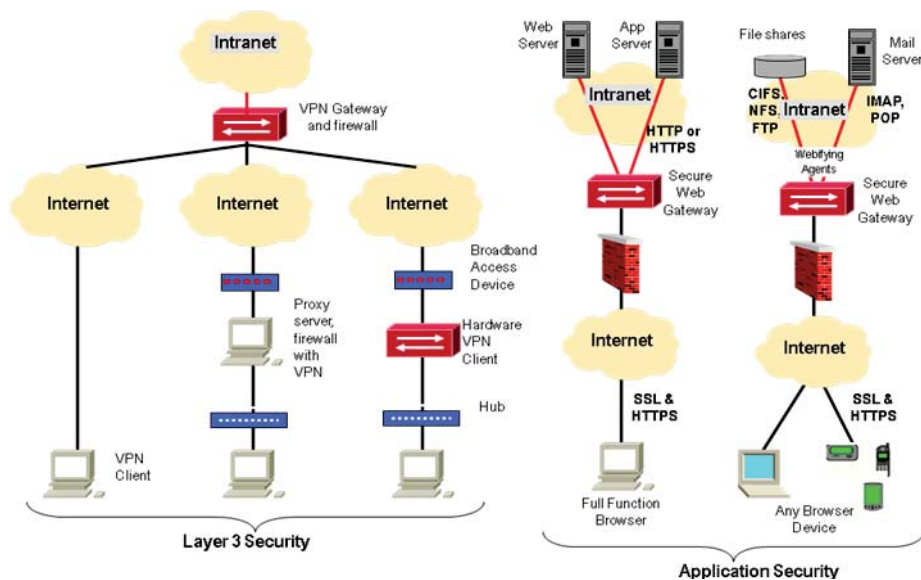 Intranet
VPN Gateway
and firewall
Internet
Internet
Internet
Broadband
Access
Device
Proxy
server,
firewall
with
VPN
Hardware
VPN
Client
Hub
VPN
Client
Layer 3 Security
Web
Server
App
Server
Intranet
HTTP or
HTTPS
Secure
Web
Gateway
Internet
SSL &
HTTPS
Full Function
Browser
File shares
Mail
Server
CIFS,
NFS,
FTP
Intranet
IMAP,
POP
Webifying
Agents
Secure
Web
Gateway
Internet
SSL &
HTTPS
Any Browser
Device
Application Security